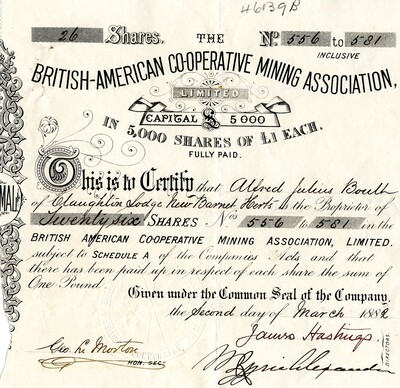 46139B
26 Shares. THE Nº 556 to 581
INCLUSIVE
BRITISH-AMERICAN CO-OPERATIVE MINING ASSOCIATION,
LIMITED
CAPITAL £ 5000
IN 5,000 SHARES OF £1 EACH.
FULLY PAID.
This is to Certify that Alfred Julius Boult
of Claughton Lodge New Barnet Herts is the Proprietor of
Twenty six SHARES Nos 556 to 581 in the
BRITISH AMERICAN COOPERATIVE MINING ASSOCIATION, LIMITED.
subject to SCHEDULE A of the Companies Acts and that
there has been paid up in respect of each share the sum of
One Pound.
Given under the Common Seal of the Company,
the Second day of March 1882
James Hastings
Geo. L. Morton
HON. SEC.
DIRECTORS.